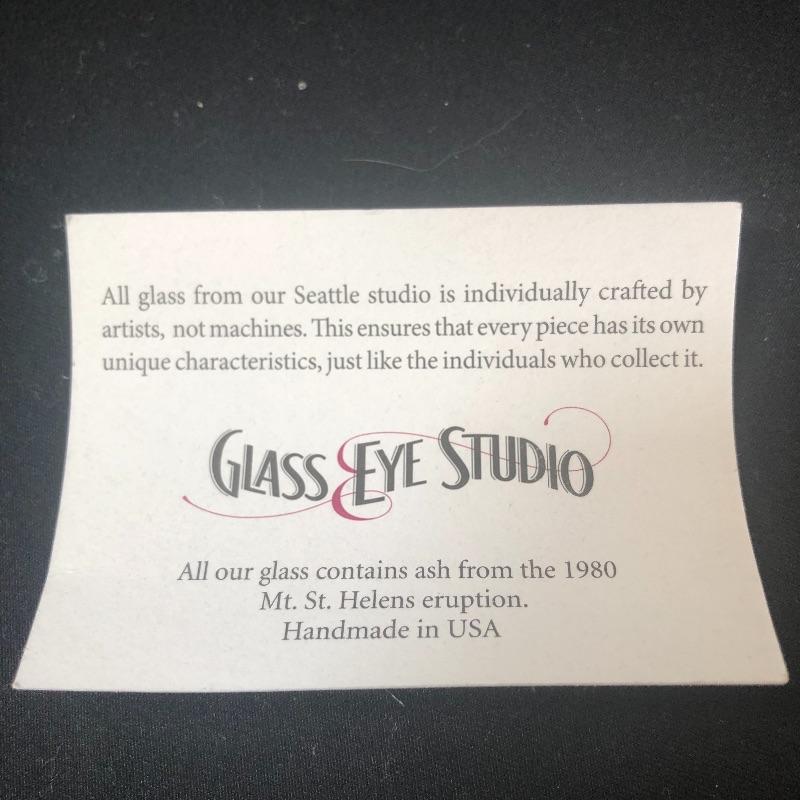 All glass from our Seattle studio is individually crafted by
artists, not machines. This ensures that every piece has its own
unique characteristics, just like the individuals who collect it.
GLASS EYE STUDIO
All our glass contains ash from the 1980
Mt. St. Helens eruption.
Handmade in USA